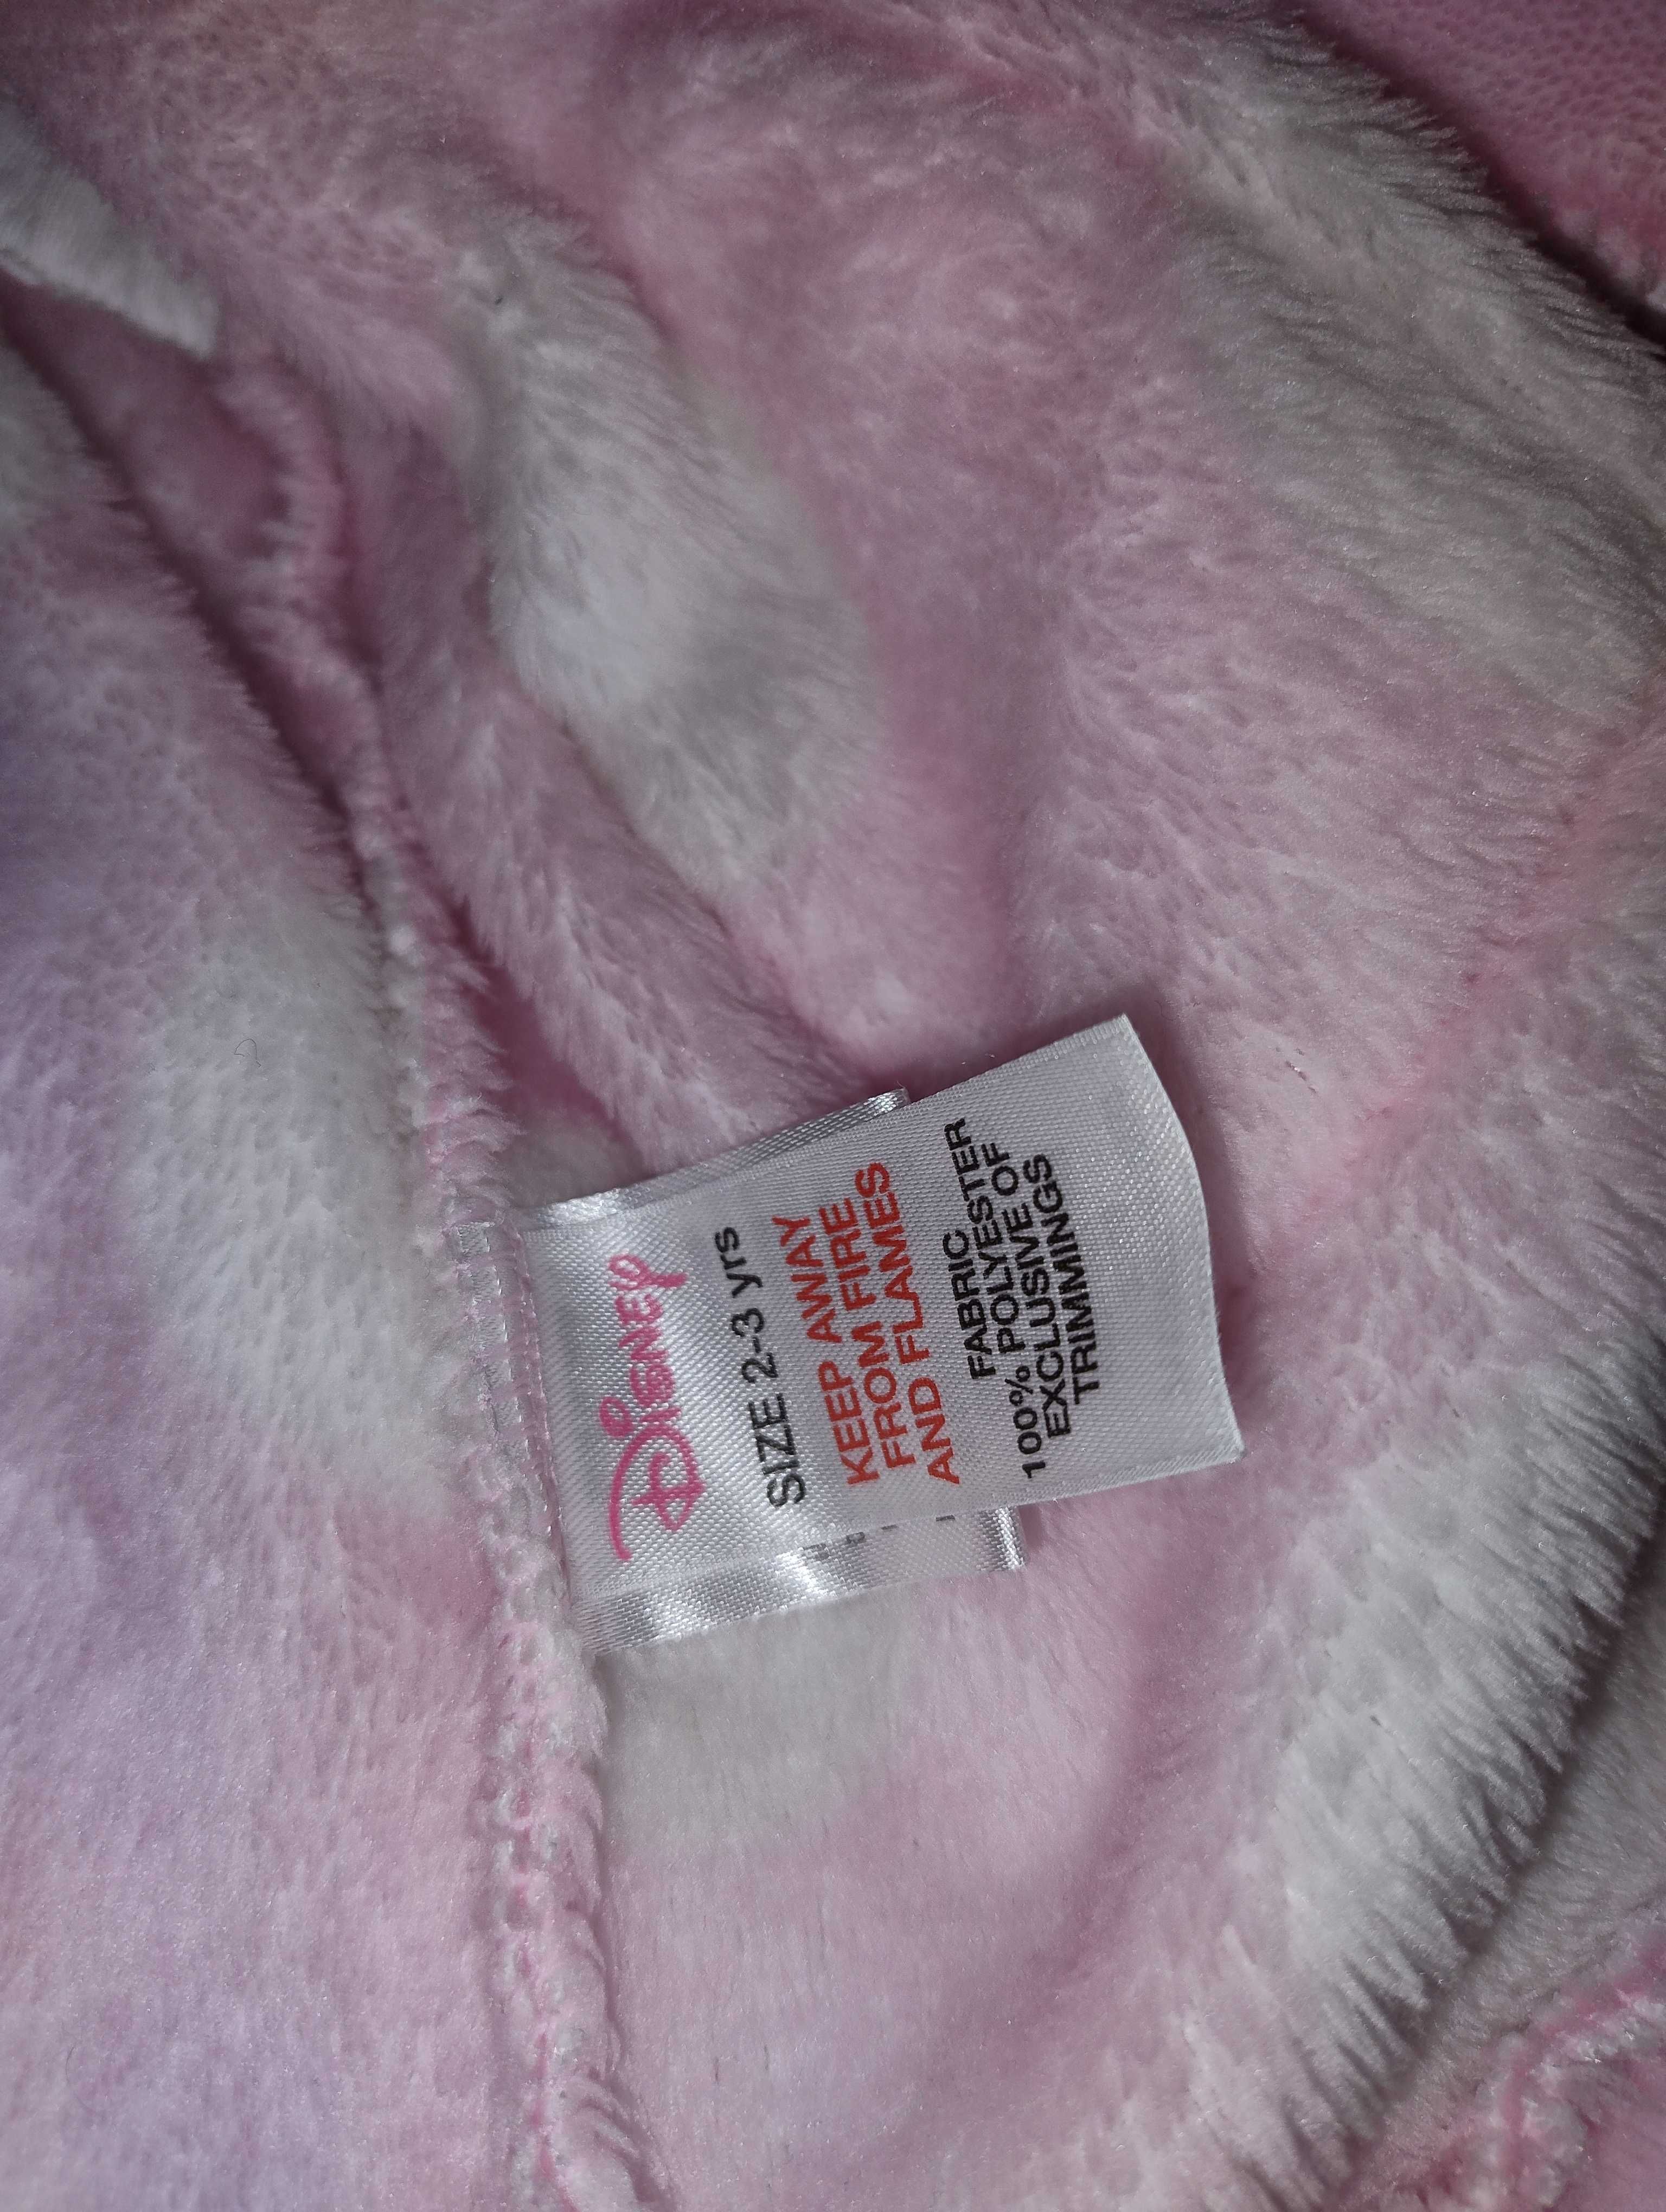 Disney
SIZE 2-3 yrs
KEEP AWAY
FROM FIRE
AND FLAMES
FABRIC
100% POLYESTER
EXCLUSIVE OF
TRIMMINGS